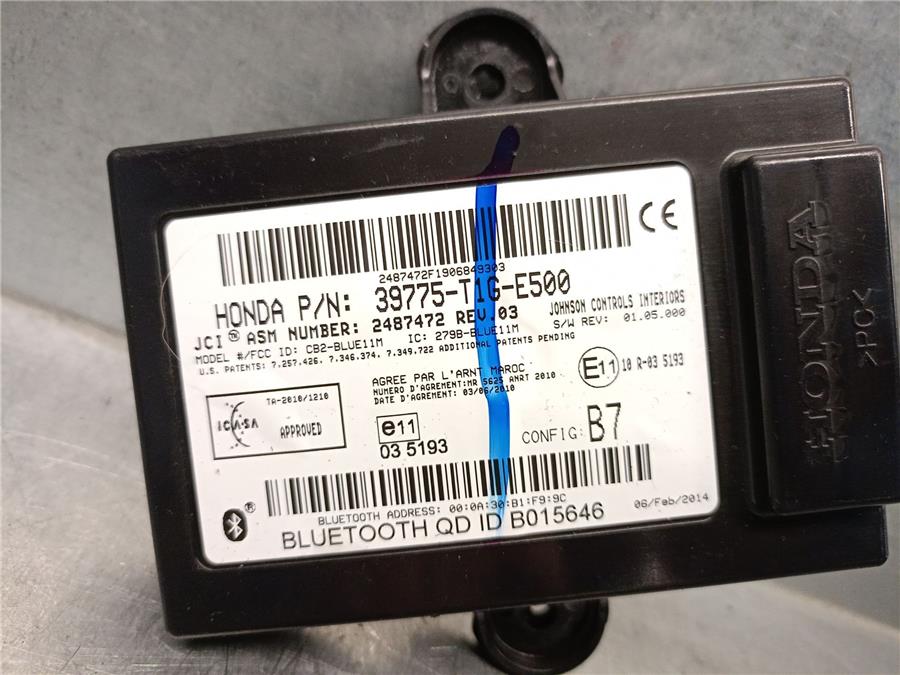 2487472F1906849303
CE
HONDA P/N: 39775-T1G-E500
JCI™ ASM NUMBER: 2487472 REV.03
JOHNSON CONTROLS INTERIORS
MODEL #/FCC ID: CB2-BLUE11M IC: 279B-BLUE11M
S/W REV: 01.05.000
U.S. PATENTS: 7.257.426. 7.346.374. 7.349.722 ADDITIONAL PATENTS PENDING
AGREE PAR L'ARNT MAROC
NUMERO D'AGREMENT:MR 5625 ANRT 2010
DATE D'AGREMENT: 03/06/2010
E11 10 R-03 5193
TA-2010/1210
ICASA
APPROVED
e11
03 5193
CONFIG: B7
BLUETOOTH ADDRESS: 00:0A:30:B1:F9:9C
06/Feb/2014
®
BLUETOOTH QD ID B015646
HONDA
>PC<